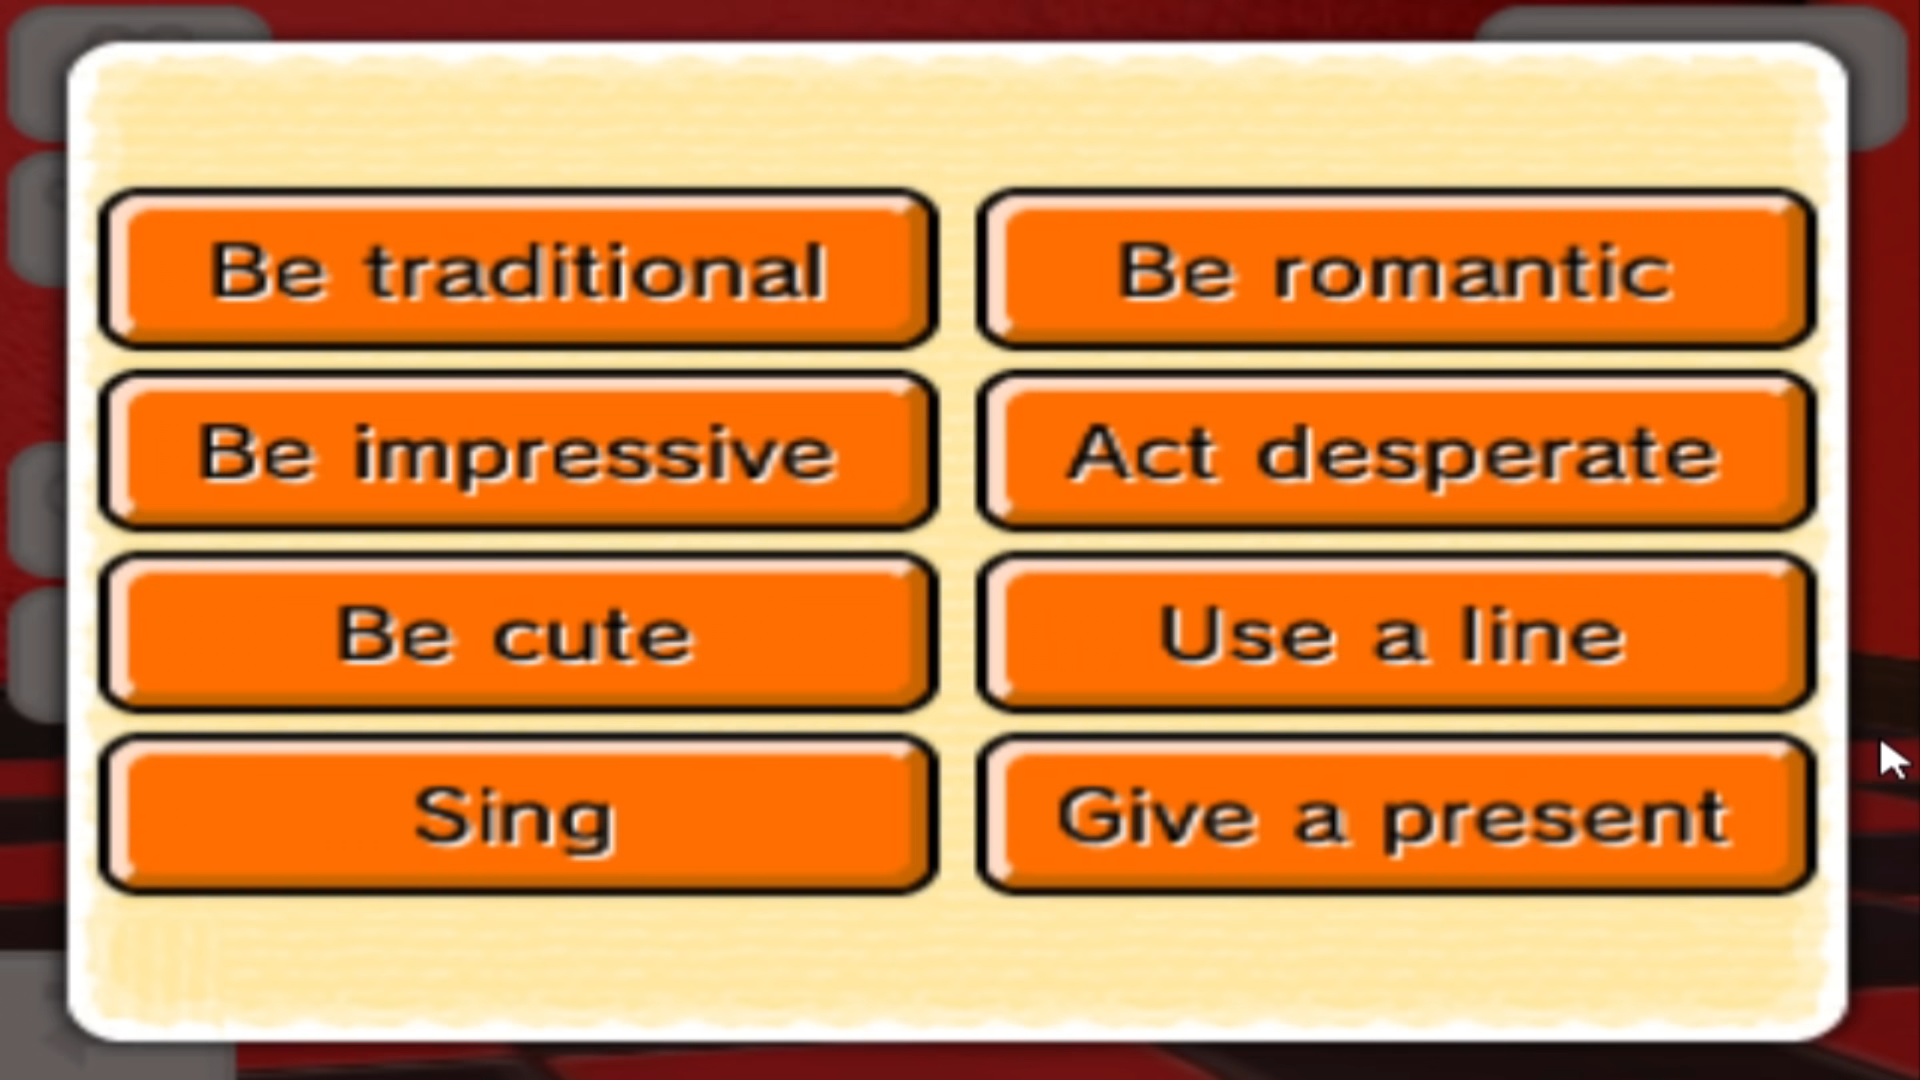 Be traditional
Be romantic
Be impressive
Act desperate
Be cute
Use a line
Sing
Give a present